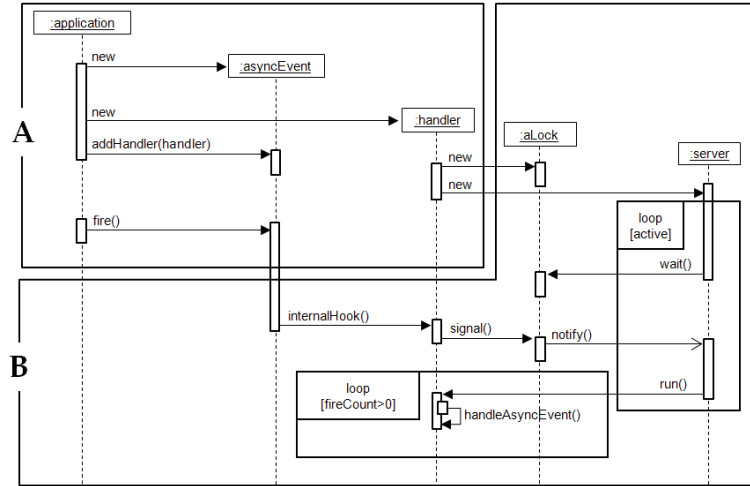 :application
new
:asyncEvent
new
A
:handler
addHandler(handler)
:aLock
new
:server
new
fire()
loop
[active]
wait()
internalHook()
signal()
notify()
B
loop
[fireCount>0]
run()
handleAsyncEvent()